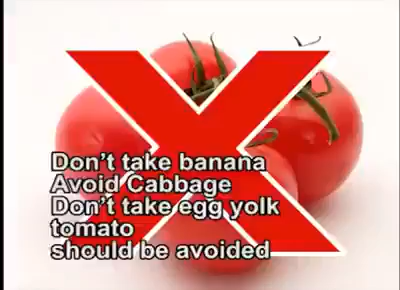 Don't take banana
Avoid Cabbage
Don't take egg yolk
tomato
should be avoided